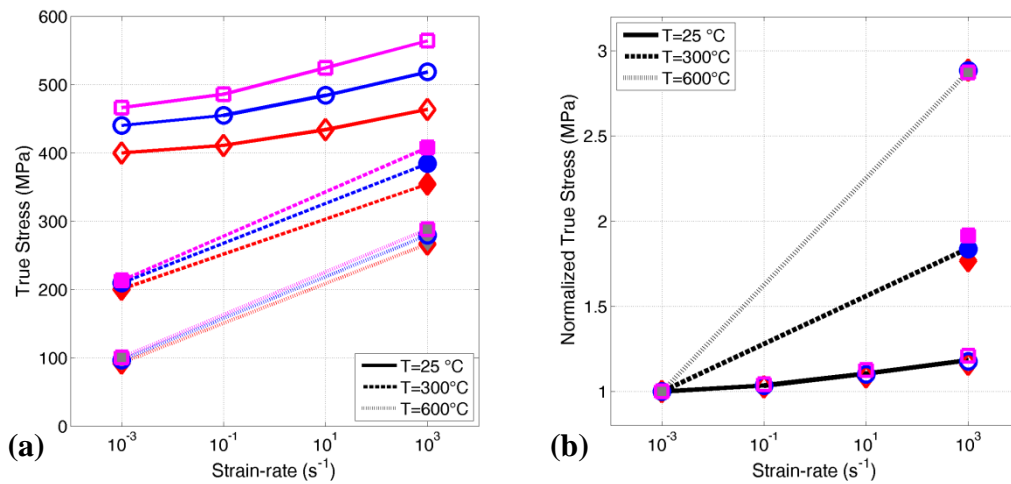 600
500
400
300
200
100
0
True Stress (MPa)
T=25 °C
T=300°C
T=600°C
10-3
10-1
101
103
Strain-rate (s-1)
(a)
3
2.5
2
1.5
1
Normalized True Stress (MPa)
T=25 °C
T=300°C
T=600°C
10-3
10-1
101
103
Strain-rate (s-1)
(b)